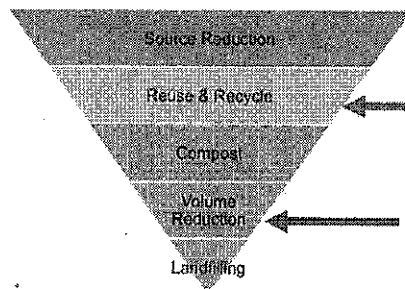 Source Reduction
Reuse & Recycle
Compost
Volume
Reduction
Landfilling